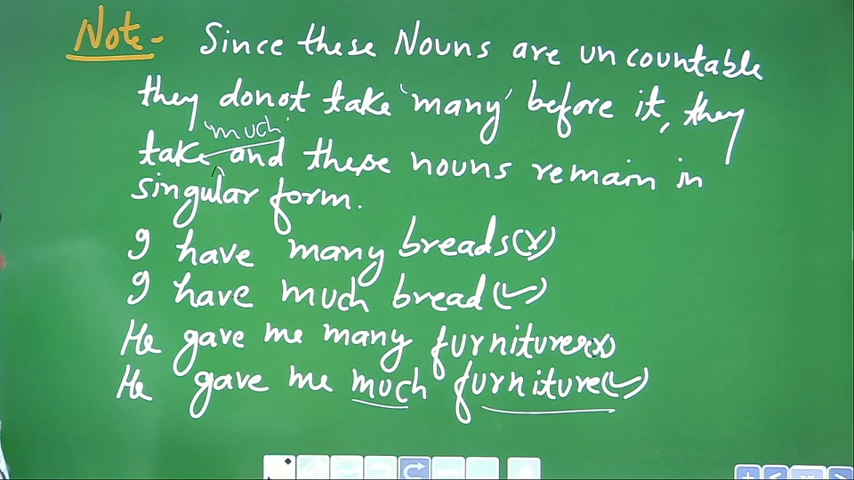 Note- Since these Nouns are uncountable
they donot take 'many' before it, they
'much'
take and these nouns remain in
singular form.
I have many breads(x)
I have much bread(✓)
He gave me many furnitures(x)
He gave me much furniture(✓)